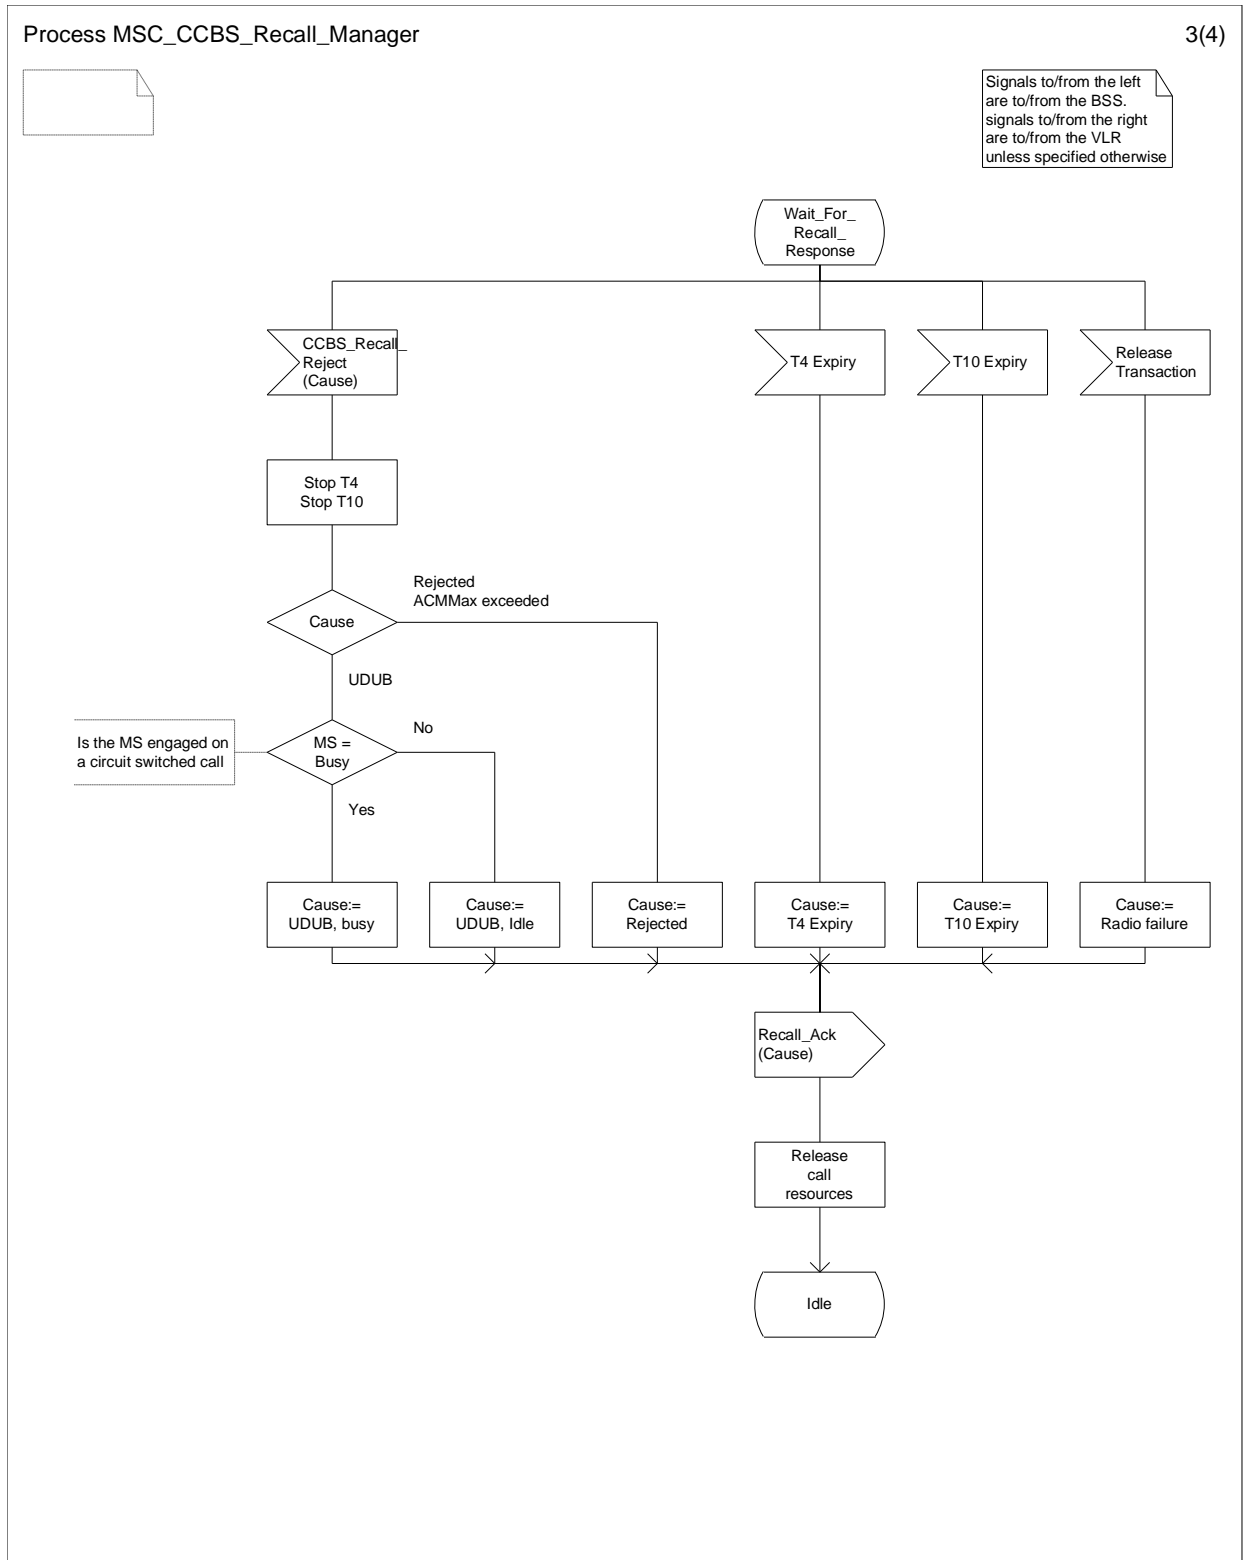 Process MSC_CCBS_Recall_Manager
3(4)
Signals to/from the left
are to/from the BSS.
signals to/from the right
are to/from the VLR
unless specified otherwise
Wait_For_
Recall_
Response
CCBS_Recall_
Reject
(Cause)
T4 Expiry
T10 Expiry
Release
Transaction
Stop T4
Stop T10
Rejected
ACMMax exceeded
Cause
UDUB
Is the MS engaged on
a circuit switched call
MS =
Busy
No
Yes
Cause:=
UDUB, busy
Cause:=
UDUB, Idle
Cause:=
Rejected
Cause:=
T4 Expiry
Cause:=
T10 Expiry
Cause:=
Radio failure
Recall_Ack
(Cause)
Release
call
resources
Idle